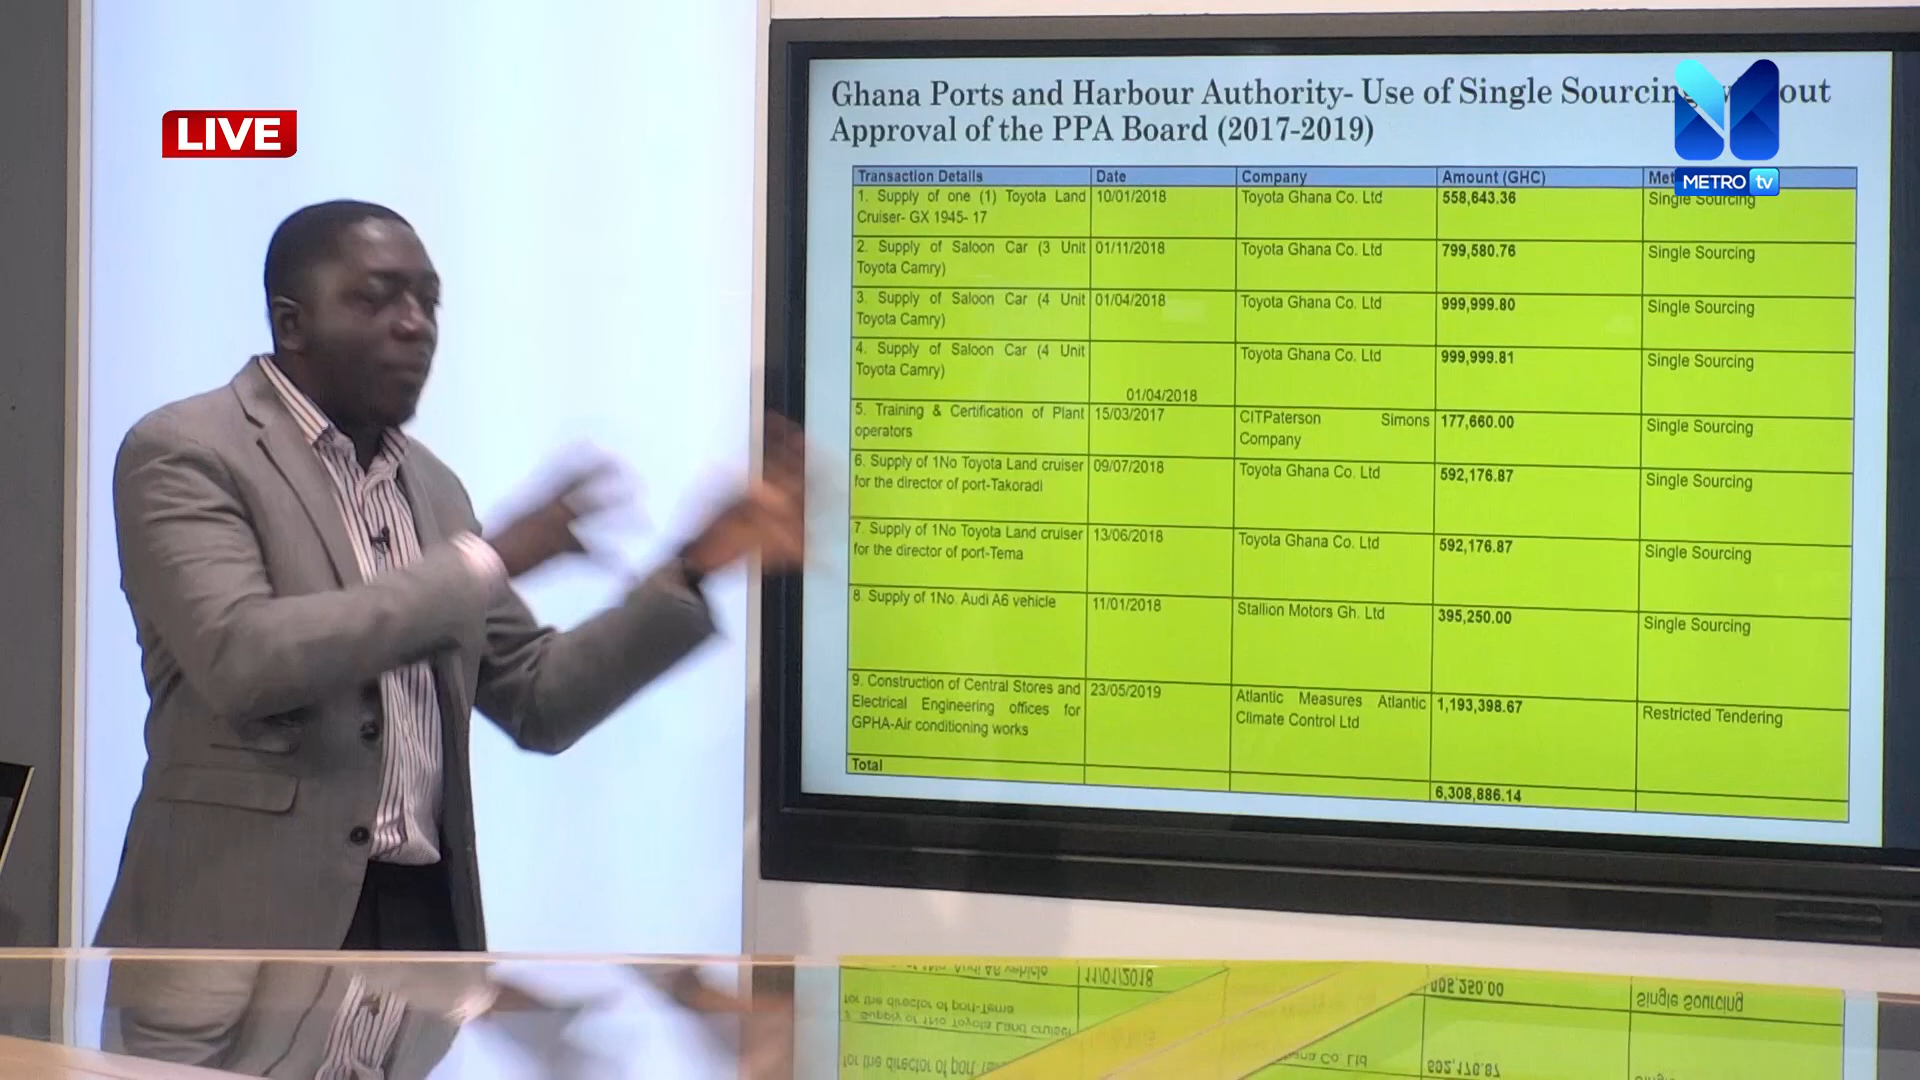 LIVE
Ghana Ports and Harbour Authority- Use of Single Sourcing out
Approval of the PPA Board (2017-2019)
METRO tv
Transaction Details Date Company Amount (GHC)
1. Supply of one (1) Toyota Land 10/01/2018 Toyota Ghana Co. Ltd 558,643.36 Single Sourcing
Cruiser- GX 1945- 17
2. Supply of Saloon Car (3 Unit 01/11/2018 Toyota Ghana Co. Ltd 799,580.76 Single Sourcing
Toyota Camry)
3. Supply of Saloon Car (4 Unit 01/04/2018 Toyota Ghana Co. Ltd 999,999.80 Single Sourcing
Toyota Camry)
4. Supply of Saloon Car (4 Unit Toyota Ghana Co. Ltd 999,999.81 Single Sourcing
Toyota Camry)
01/04/2018
5. Training & Certification of Plant 15/03/2017 CITPaterson Simons 177,660.00 Single Sourcing
operators Company
6. Supply of 1No Toyota Land cruiser 09/07/2018 Toyota Ghana Co. Ltd 592,176.87 Single Sourcing
for the director of port-Takoradi
7. Supply of 1No Toyota Land cruiser 13/06/2018 Toyota Ghana Co. Ltd 592,176.87 Single Sourcing
for the director of port-Tema
8. Supply of 1No. Audi A6 vehicle 11/01/2018 Stallion Motors Gh. Ltd 395,250.00 Single Sourcing
9. Construction of Central Stores and 23/05/2019 Atlantic Measures Atlantic 1,193,398.67 Restricted Tendering
Electrical Engineering offices for Climate Control Ltd
GPHA-Air conditioning works
Total
6,308,886.14